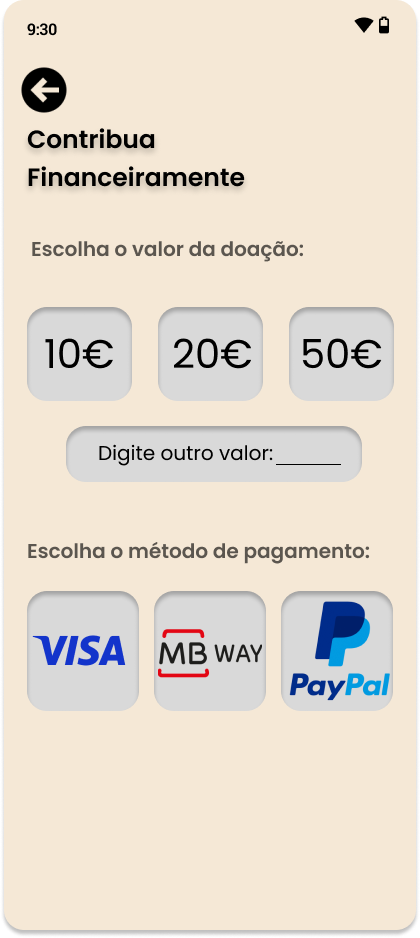 9:30
Contribua
Financeiramente
Escolha o valor da doação:
10€ 20€ 50€
Digite outro valor:______
Escolha o método de pagamento:
VISA MB WAY PayPal